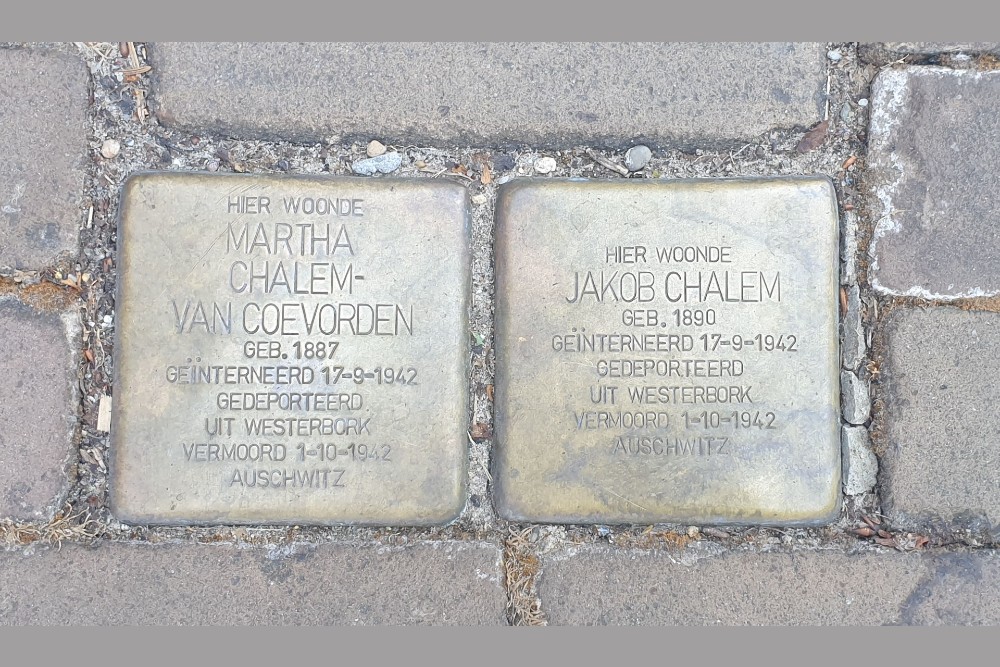 HIER WOONDE
MARTHA
CHALEM-
VAN COEVORDEN
GEB. 1887
GEÏNTERNEERD 17-9-1942
GEDEPORTEERD
UIT WESTERBORK
VERMOORD 1-10-1942
AUSCHWITZ
HIER WOONDE
JAKOB CHALEM
GEB. 1890
GEÏNTERNEERD 17-9-1942
GEDEPORTEERD
UIT WESTERBORK
VERMOORD 1-10-1942
AUSCHWITZ